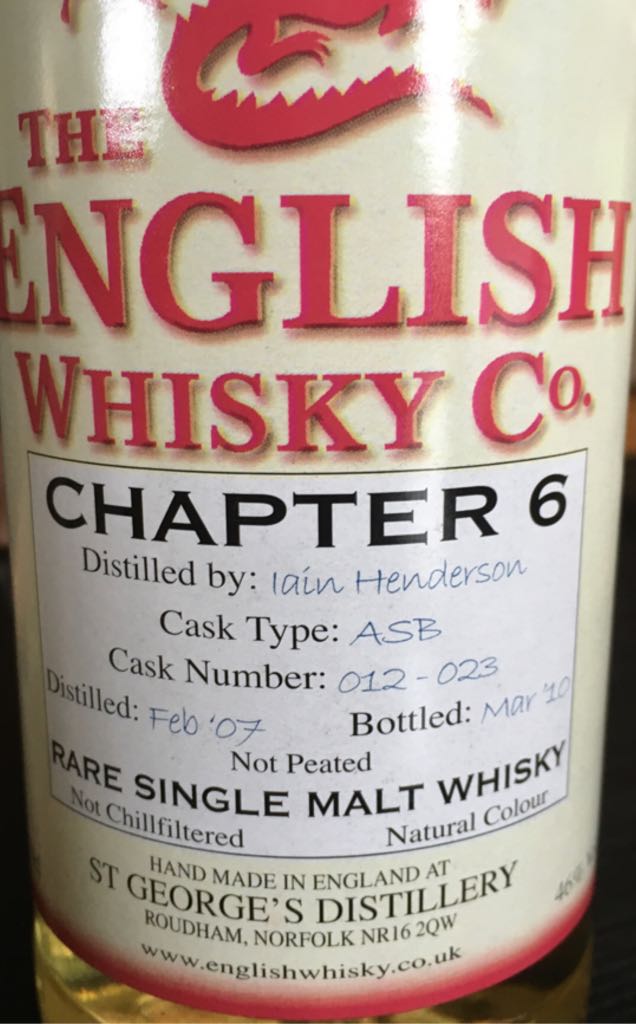 THE
ENGLISH
WHISKY CO.
CHAPTER 6
Distilled by: Iain Henderson
Cask Type: ASB
Cask Number: 012-023
Distilled: Feb '07 Bottled: Mar '10
Not Peated
RARE SINGLE MALT WHISKY
Not Chillfiltered Natural Colour
HAND MADE IN ENGLAND AT
ST GEORGE'S DISTILLERY
ROUDHAM, NORFOLK NR16 2QW
46%
www.englishwhisky.co.uk